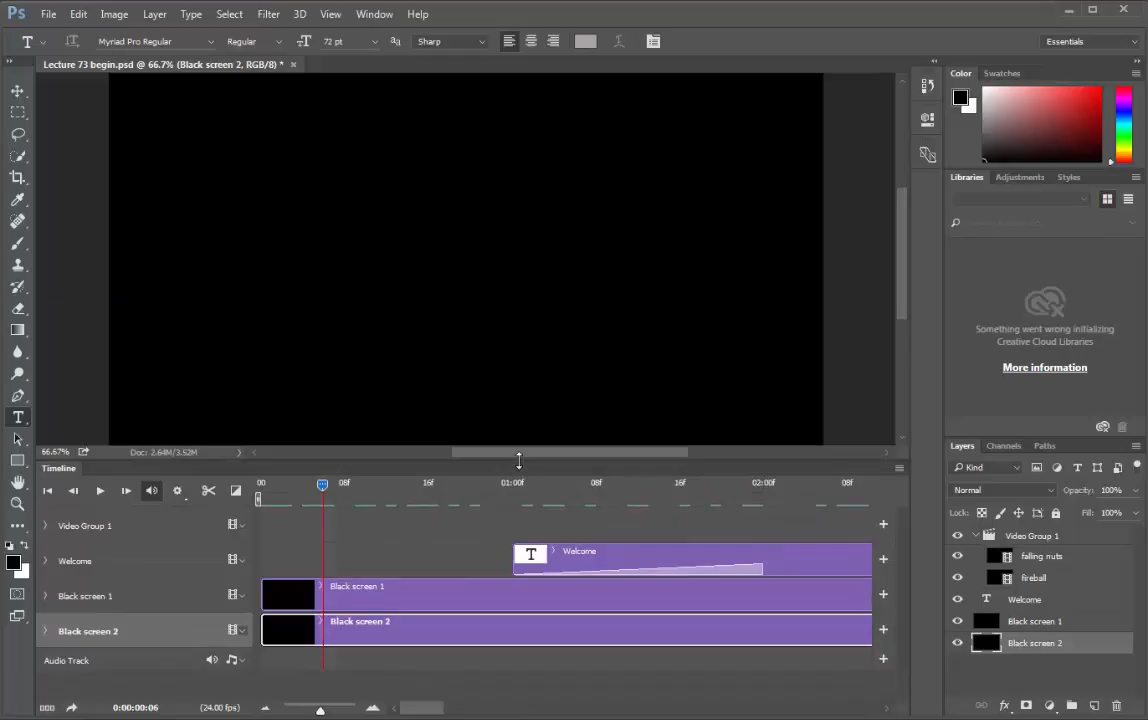 Ps File Edit Image Layer Type Select Filter 3D View Window Help
T Myriad Pro Regular Regular 72 pt Sharp Essentials
Lecture 73 begin.psd @ 66.7% (Black screen 2, RGB/8) *
Color Swatches
Libraries Adjustments Styles
Something went wrong initializing
Creative Cloud Libraries
More information
66.67% Doc: 2.64M/3.52M
Timeline
00 08f 16f 01:00f 08f 16f 02:00f 08f
Video Group 1
Welcome
T Welcome
Black screen 1
Black screen 1
Black screen 2
Black screen 2
Audio Track
0:00:00:06 (24.00 fps)
Layers Channels Paths
Kind
Normal Opacity: 100%
Lock: Fill: 100%
Video Group 1
falling nuts
fireball
T Welcome
Black screen 1
Black screen 2
fx